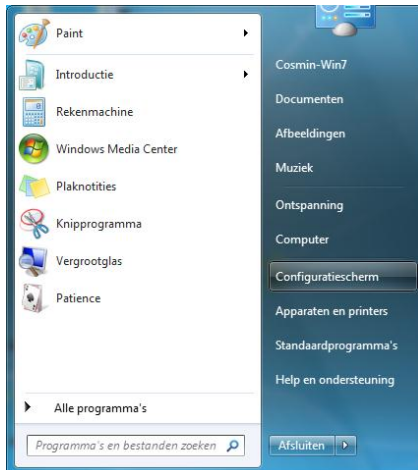 Paint
Introductie
Rekenmachine
Windows Media Center
Plaknotities
Knipprogramma
Vergrootglas
Patience
Alle programma's
Programma's en bestanden zoeken
Cosmin-Win7
Documenten
Afbeeldingen
Muziek
Ontspanning
Computer
Configuratiescherm
Apparaten en printers
Standaardprogramma's
Help en ondersteuning
Afsluiten